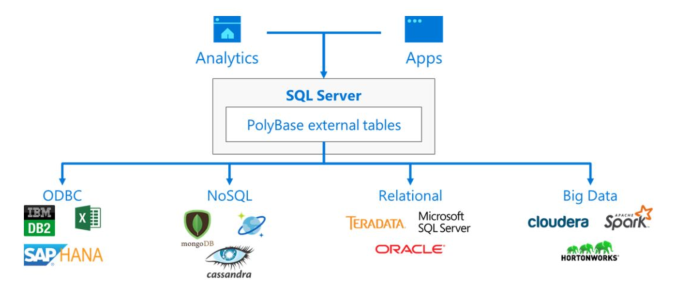 Analytics
Apps
SQL Server
PolyBase external tables
ODBC
NoSQL
Relational
Big Data
IBM
DB2
X
SAP HANA
mongoDB
cassandra
TERADATA
Microsoft
SQL Server
ORACLE
cloudera
APACHE
Spark
HORTONWORKS